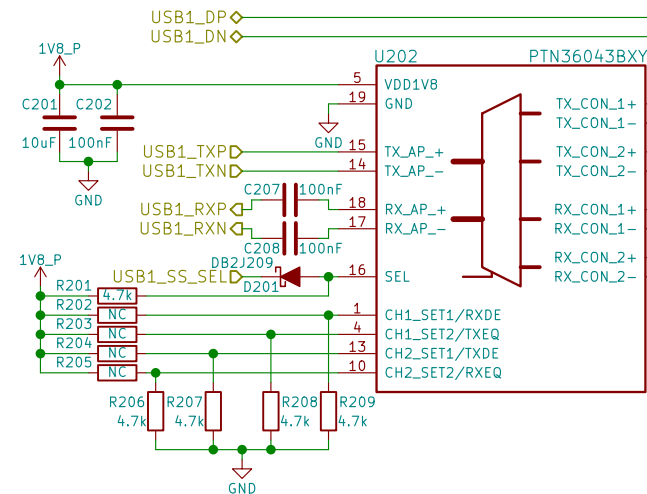 USB1_DP
USB1_DN
1V8_P
U202 PTN36043BXY
C201 C202
10uF 100nF
GND
5 VDD1V8
19 GND
GND
TX_CON_1+
TX_CON_1-
USB1_TXP 15 TX_AP_+ TX_CON_2+
USB1_TXN 14 TX_AP_- TX_CON_2-
C207 100nF
USB1_RXP 18 RX_AP_+ RX_CON_1+
USB1_RXN 17 RX_AP_- RX_CON_1-
C208 100nF
DB2J209
RX_CON_2+
USB1_SS_SEL D201 16 SEL RX_CON_2-
1V8_P
R201 4.7k
R202 NC 1 CH1_SET1/RXDE
R203 NC 4 CH1_SET2/TXEQ
R204 NC 13 CH2_SET1/TXDE
R205 NC 10 CH2_SET2/RXEQ
R206 R207 R208 R209
4.7k 4.7k 4.7k 4.7k
GND